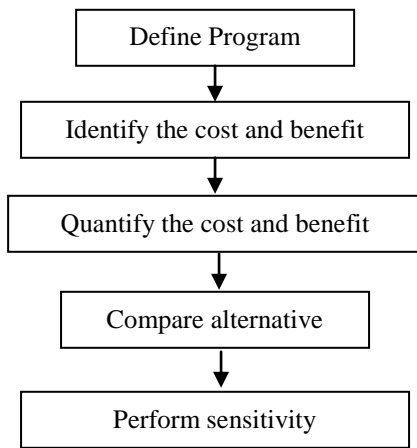 Define Program
Identify the cost and benefit
Quantify the cost and benefit
Compare alternative
Perform sensitivity